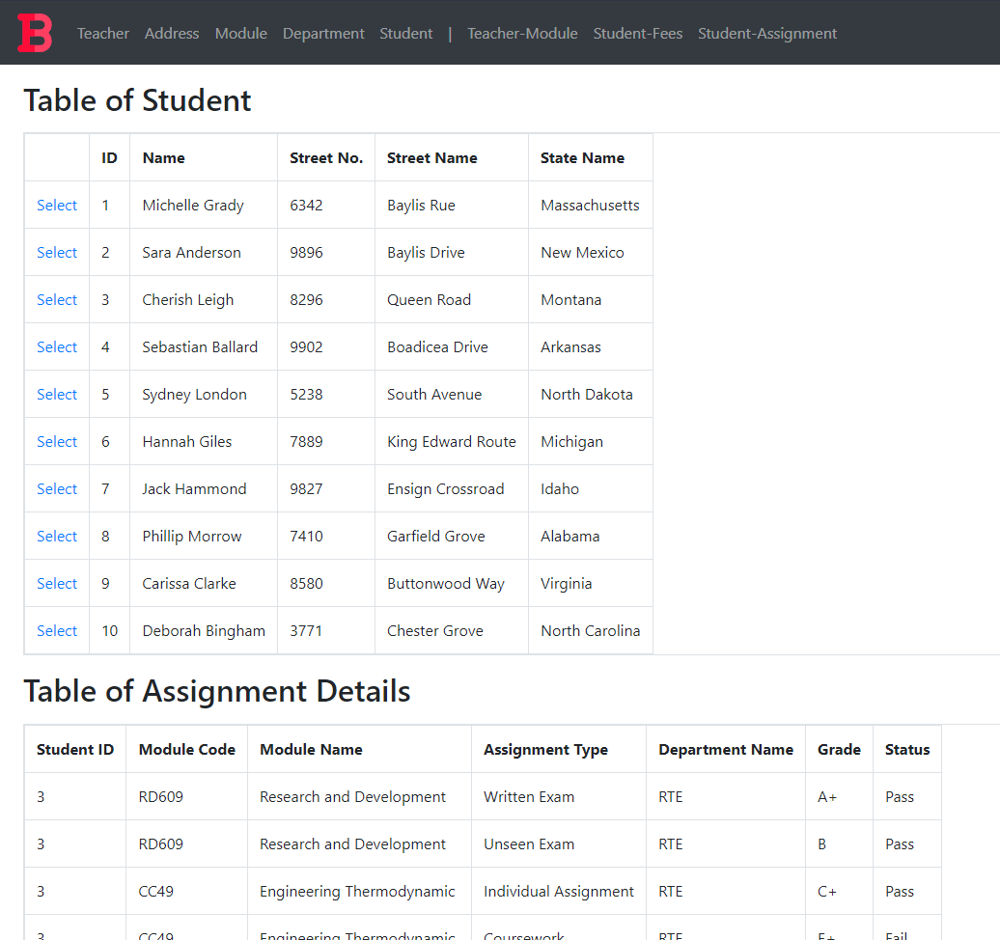 B Teacher Address Module Department Student | Teacher-Module Student-Fees Student-Assignment
Table of Student
ID Name Street No. Street Name State Name
Select 1 Michelle Grady 6342 Baylis Rue Massachusetts
Select 2 Sara Anderson 9896 Baylis Drive New Mexico
Select 3 Cherish Leigh 8296 Queen Road Montana
Select 4 Sebastian Ballard 9902 Boadicea Drive Arkansas
Select 5 Sydney London 5238 South Avenue North Dakota
Select 6 Hannah Giles 7889 King Edward Route Michigan
Select 7 Jack Hammond 9827 Ensign Crossroad Idaho
Select 8 Phillip Morrow 7410 Garfield Grove Alabama
Select 9 Carissa Clarke 8580 Buttonwood Way Virginia
Select 10 Deborah Bingham 3771 Chester Grove North Carolina
Table of Assignment Details
Student ID Module Code Module Name Assignment Type Department Name Grade Status
3 RD609 Research and Development Written Exam RTE A+ Pass
3 RD609 Research and Development Unseen Exam RTE B Pass
3 CC49 Engineering Thermodynamic Individual Assignment RTE C+ Pass
3 CC49 Engineering Thermodynamic Coursework RTE Fail